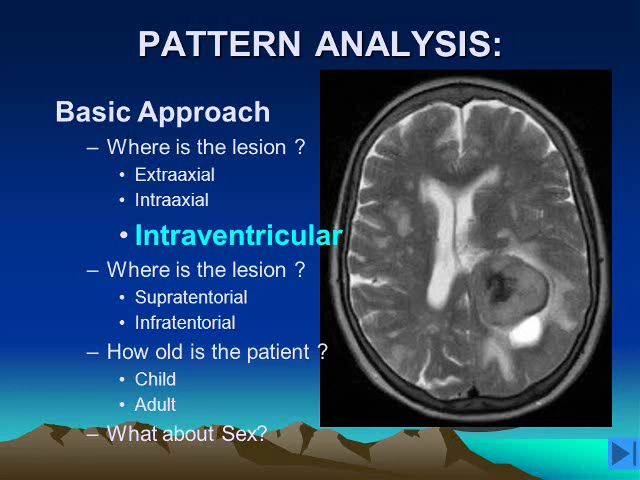 PATTERN ANALYSIS:
Basic Approach
– Where is the lesion ?
• Extraaxial
• Intraaxial
• Intraventricular
– Where is the lesion ?
• Supratentorial
• Infratentorial
– How old is the patient ?
• Child
• Adult
– What about Sex?